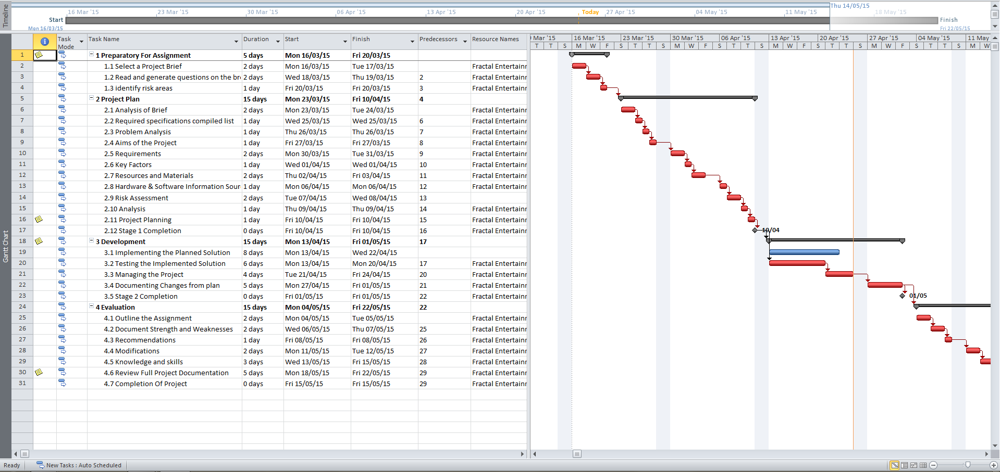 Timeline
16 Mar '15 23 Mar '15 30 Mar '15 06 Apr '15 13 Apr '15 20 Apr '15 Today 27 Apr '15 04 May '15 11 May '15 Thu 14/05/15 18 May '15
Start
Mon 16/03/15
Finish
Fri 22/05/15
Gantt Chart
Task Mode Task Name Duration Start Finish Predecessors Resource Names
1 1 Preparatory For Assignment 5 days Mon 16/03/15 Fri 20/03/15
2 1.1 Select a Project Brief 2 days Mon 16/03/15 Tue 17/03/15 Fractal Entertainr
3 1.2 Read and generate questions on the bre 2 days Wed 18/03/15 Thu 19/03/15 2 Fractal Entertainr
4 1.3 identify risk areas 1 day Fri 20/03/15 Fri 20/03/15 3 Fractal Entertainr
5 2 Project Plan 15 days Mon 23/03/15 Fri 10/04/15 4
6 2.1 Analysis of Brief 2 days Mon 23/03/15 Tue 24/03/15 Fractal Entertainr
7 2.2 Required specifications compiled list 1 day Wed 25/03/15 Wed 25/03/15 6 Fractal Entertainr
8 2.3 Problem Analysis 1 day Thu 26/03/15 Thu 26/03/15 7 Fractal Entertainr
9 2.4 Aims of the Project 1 day Fri 27/03/15 Fri 27/03/15 8 Fractal Entertainr
10 2.5 Requirements 2 days Mon 30/03/15 Tue 31/03/15 9 Fractal Entertainr
11 2.6 Key Factors 1 day Wed 01/04/15 Wed 01/04/15 10 Fractal Entertainr
12 2.7 Resources and Materials 2 days Thu 02/04/15 Fri 03/04/15 11 Fractal Entertainr
13 2.8 Hardware & Software Information Sour 1 day Mon 06/04/15 Mon 06/04/15 12 Fractal Entertainr
14 2.9 Risk Assessment 2 days Tue 07/04/15 Wed 08/04/15 13
15 2.10 Analysis 1 day Thu 09/04/15 Thu 09/04/15 14 Fractal Entertainr
16 2.11 Project Planning 1 day Fri 10/04/15 Fri 10/04/15 15 Fractal Entertainr
17 2.12 Stage 1 Completion 0 days Fri 10/04/15 Fri 10/04/15 16 Fractal Entertainr
18 3 Development 15 days Mon 13/04/15 Fri 01/05/15 17
19 3.1 Implementing the Planned Solution 8 days Mon 13/04/15 Wed 22/04/15
20 3.2 Testing the Implemented Solution 6 days Mon 13/04/15 Mon 20/04/15 17 Fractal Entertainr
21 3.3 Managing the Project 4 days Tue 21/04/15 Fri 24/04/15 20 Fractal Entertainr
22 3.4 Documenting Changes from plan 5 days Mon 27/04/15 Fri 01/05/15 21 Fractal Entertainr
23 3.5 Stage 2 Completion 0 days Fri 01/05/15 Fri 01/05/15 22 Fractal Entertainr
24 4 Evaluation 15 days Mon 04/05/15 Fri 22/05/15 22
25 4.1 Outline the Assignment 2 days Mon 04/05/15 Tue 05/05/15 Fractal Entertainr
26 4.2 Document Strength and Weaknesses 2 days Wed 06/05/15 Thu 07/05/15 25 Fractal Entertainr
27 4.3 Recommendations 1 day Fri 08/05/15 Fri 08/05/15 26 Fractal Entertainr
28 4.4 Modifications 2 days Mon 11/05/15 Tue 12/05/15 27 Fractal Entertainr
29 4.5 Knowledge and skills 3 days Wed 13/05/15 Fri 15/05/15 28 Fractal Entertainr
30 4.6 Review Full Project Documentation 5 days Mon 18/05/15 Fri 22/05/15 29 Fractal Entertainr
31 4.7 Completion Of Project 0 days Fri 15/05/15 Fri 15/05/15 29 Fractal Entertainr
Mar '15 16 Mar '15 23 Mar '15 30 Mar '15 06 Apr '15 13 Apr '15 20 Apr '15 27 Apr '15 04 May '15 11 May
T T S M W F S T T S M W F S T T S M W F S T T S M W F S T T S M W
10/04
01/05
Ready New Tasks : Auto Scheduled